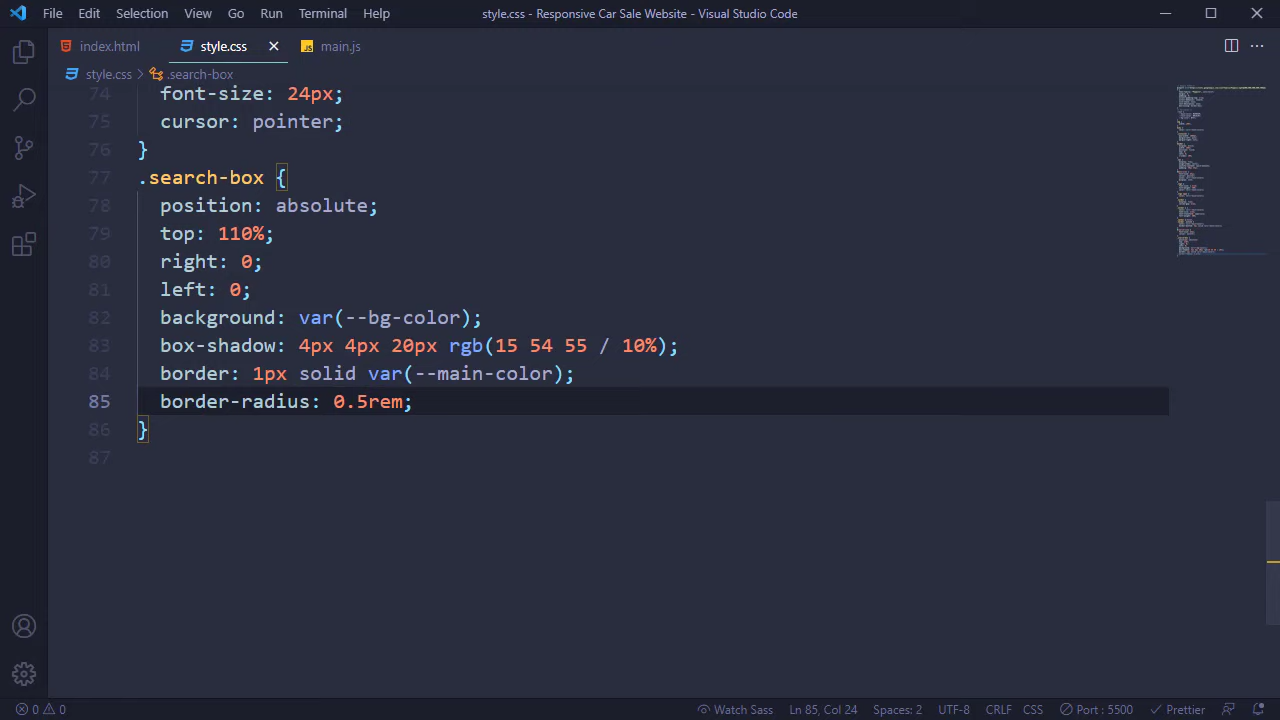 File Edit Selection View Go Run Terminal Help style.css - Responsive Car Sale Website - Visual Studio Code
index.html style.css main.js
style.css .search-box
74 font-size: 24px;
75 cursor: pointer;
76 }
77 .search-box {
78 position: absolute;
79 top: 110%;
80 right: 0;
81 left: 0;
82 background: var(--bg-color);
83 box-shadow: 4px 4px 20px rgb(15 54 55 / 10%);
84 border: 1px solid var(--main-color);
85 border-radius: 0.5rem;
86 }
87
0 0 Watch Sass Ln 85, Col 24 Spaces: 2 UTF-8 CRLF CSS Port : 5500 Prettier